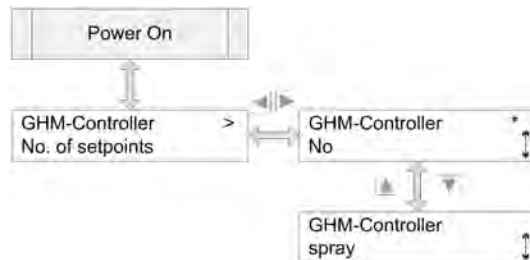 Power On
GHM-Controller >
No. of setpoints
GHM-Controller *
No
GHM-Controller
spray